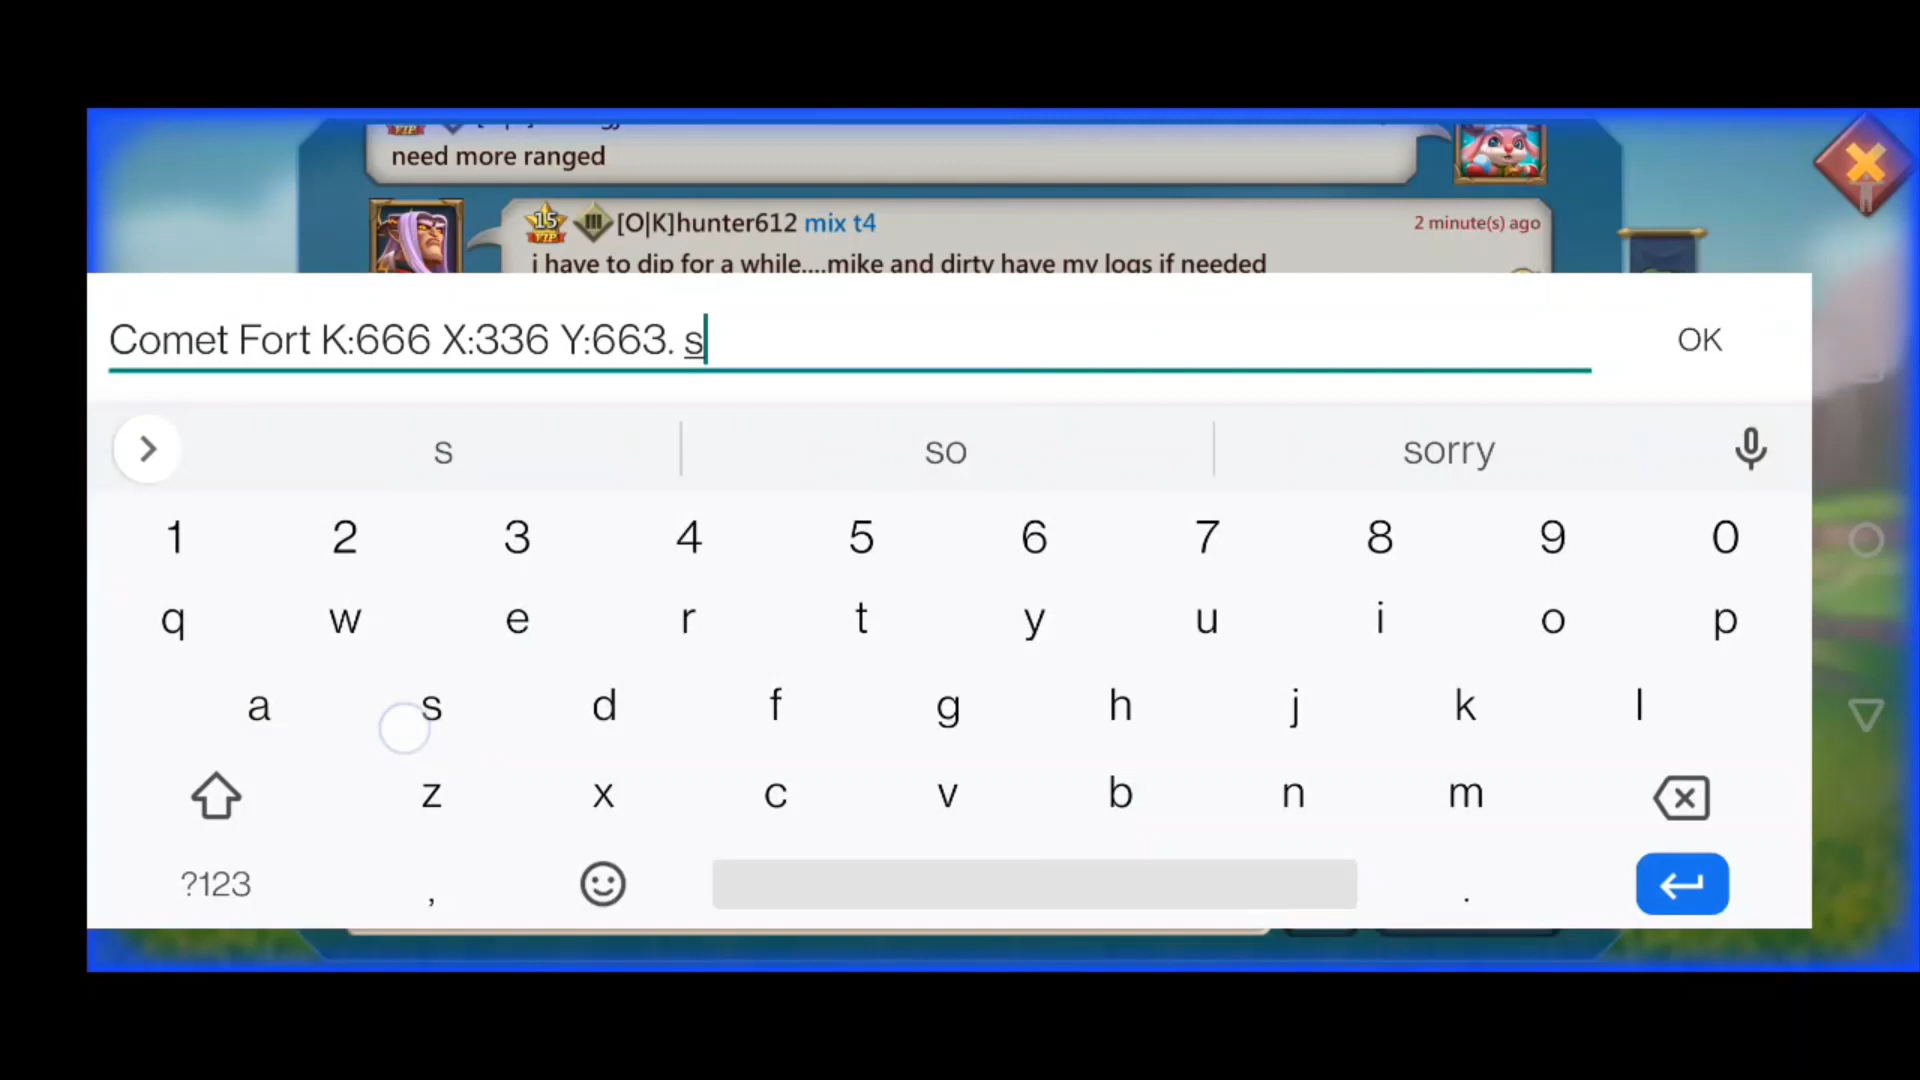 need more ranged
15 VIP III [O|K]hunter612 mix t4
2 minute(s) ago
i have to dip for a while....mike and dirty have my logs if needed
Comet Fort K:666 X:336 Y:663. s
OK
s so sorry
1 2 3 4 5 6 7 8 9 0
q w e r t y u i o p
a s d f g h j k l
z x c v b n m
?123 , .